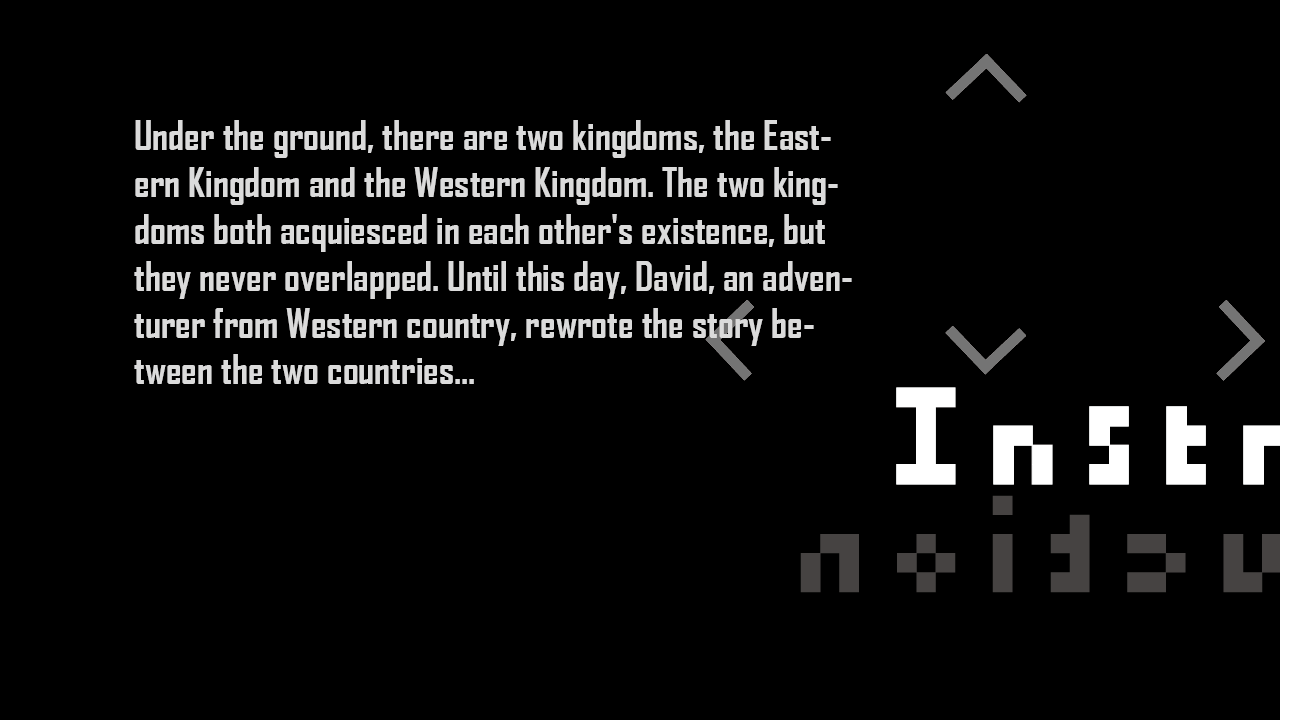 Under the ground, there are two kingdoms, the East-
ern Kingdom and the Western Kingdom. The two king-
doms both acquiesced in each other's existence, but
they never overlapped. Until this day, David, an adven-
turer from Western country, rewrote the story be-
tween the two countries...
Instr
noitcu